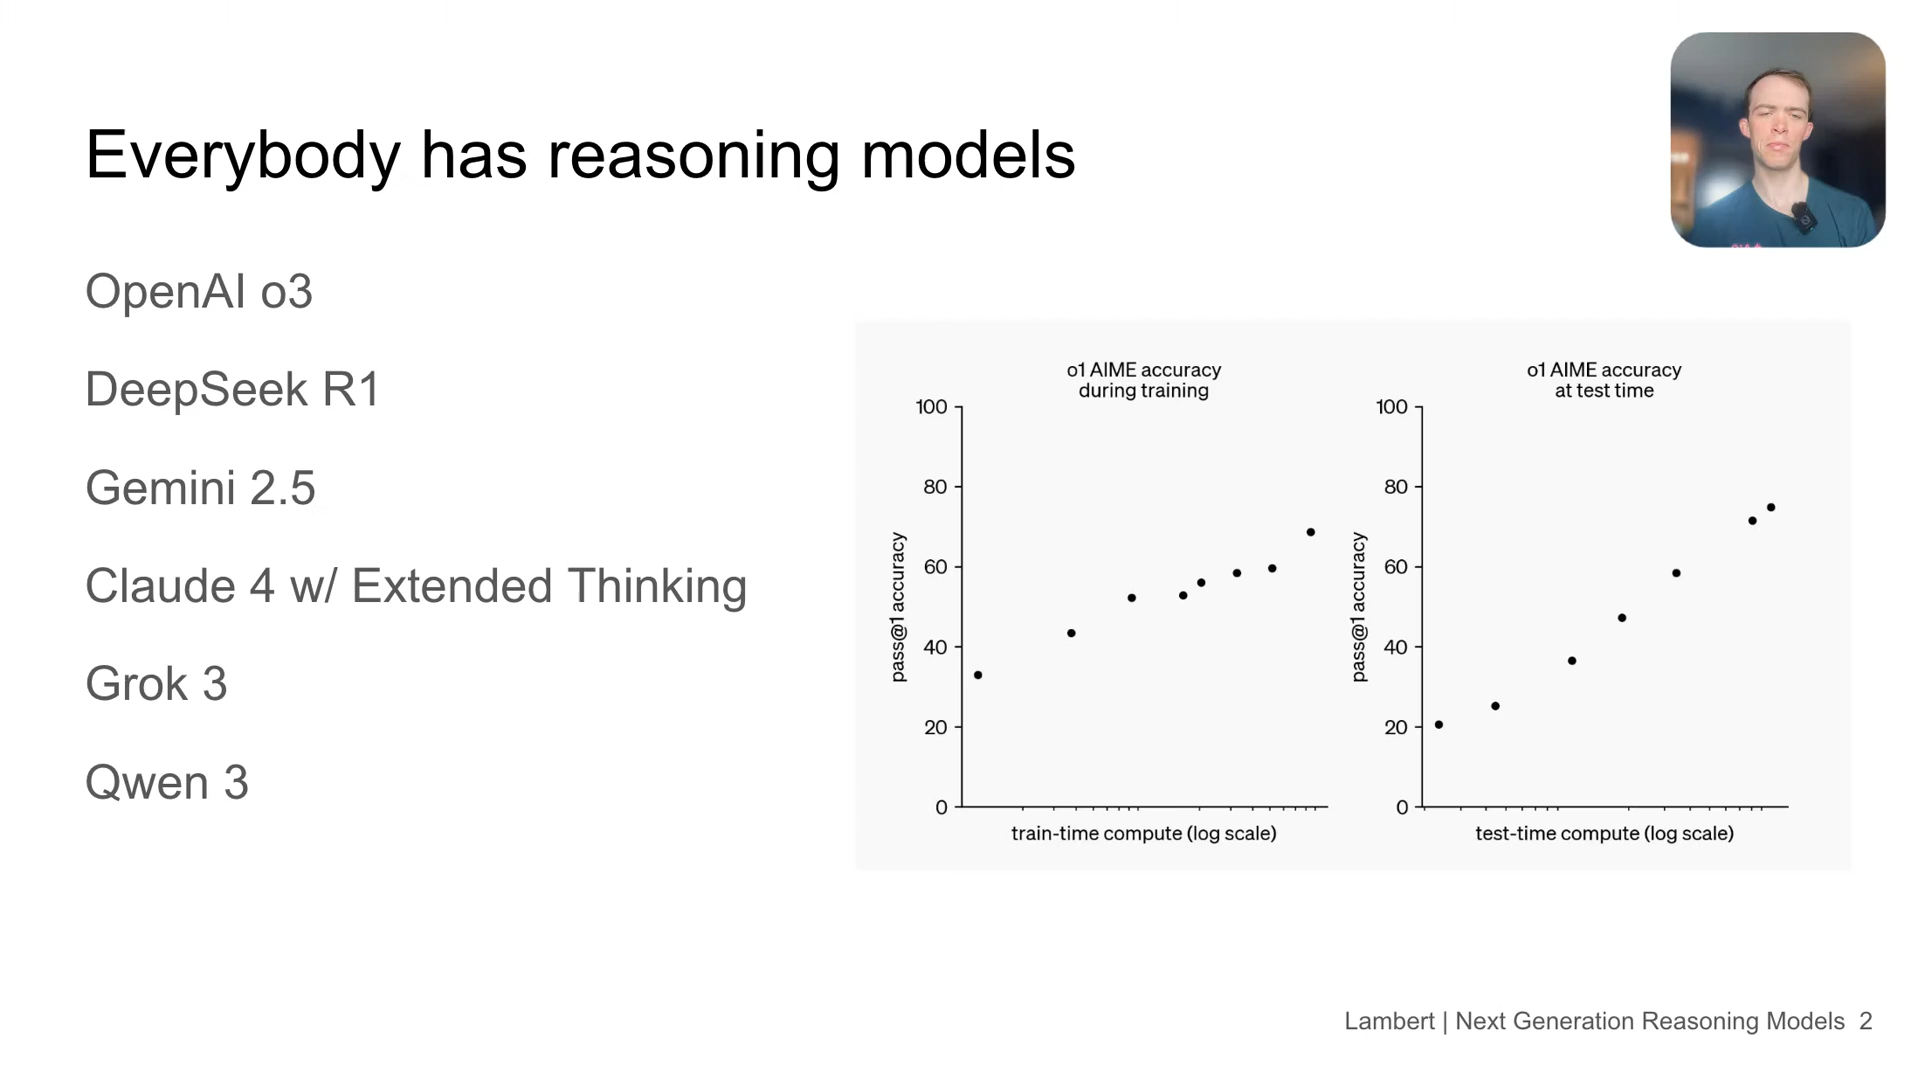 Everybody has reasoning models
OpenAI o3
DeepSeek R1
Gemini 2.5
Claude 4 w/ Extended Thinking
Grok 3
Qwen 3
o1 AIME accuracy
during training
100
80
60
40
20
0
pass@1 accuracy
train-time compute (log scale)
o1 AIME accuracy
at test time
100
80
60
40
20
0
pass@1 accuracy
test-time compute (log scale)
Lambert | Next Generation Reasoning Models 2